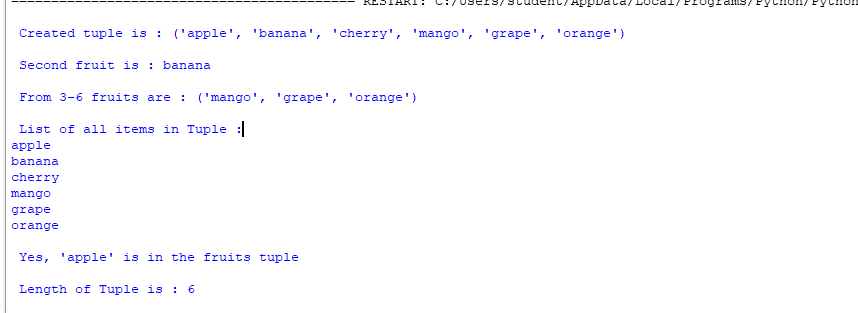 ========================================== RESTART: C:/Users/student/AppData/Local/Programs/Python/Python
Created tuple is : ('apple', 'banana', 'cherry', 'mango', 'grape', 'orange')
Second fruit is : banana
From 3-6 fruits are : ('mango', 'grape', 'orange')
List of all items in Tuple :
apple
banana
cherry
mango
grape
orange
Yes, 'apple' is in the fruits tuple
Length of Tuple is : 6